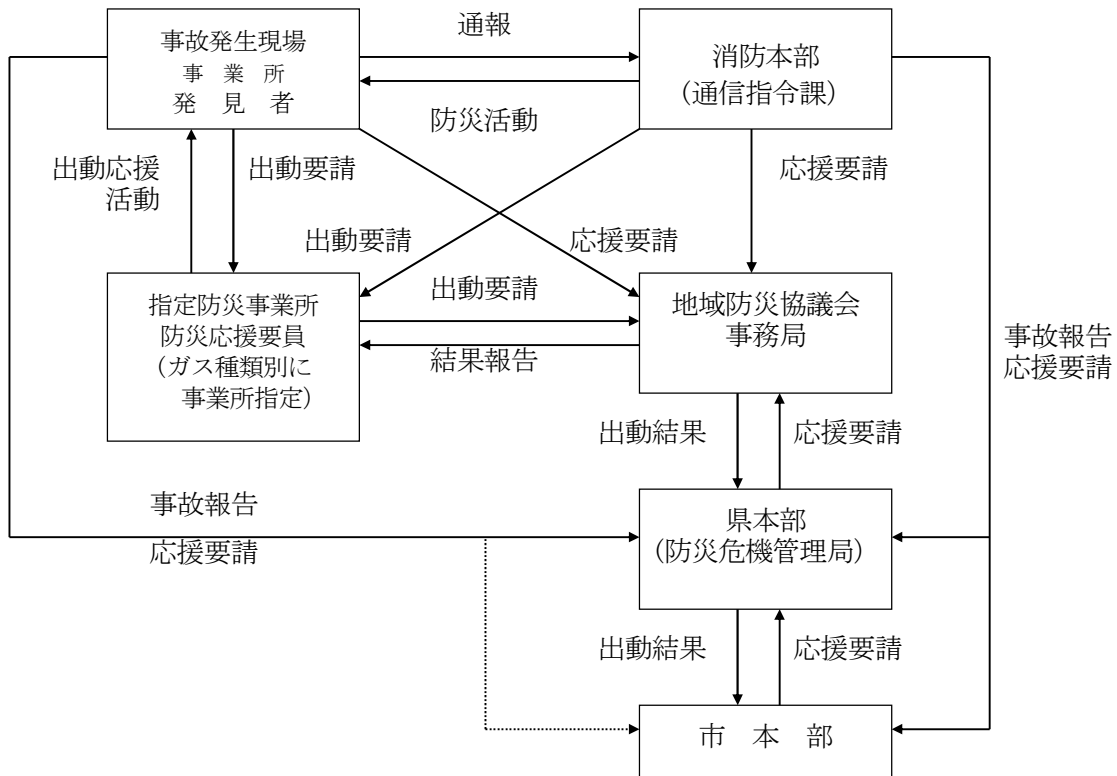 通報
事故発生現場
事 業 所
発 見 者
消防本部
（通信指令課）
防災活動
出動応援
活動
出動要請
応援要請
出動要請
応援要請
指定防災事業所
防災応援要員
（ガス種類別に
事業所指定）
出動要請
結果報告
地域防災協議会
事務局
事故報告
応援要請
出動結果
応援要請
事故報告
応援要請
県本部
（防災危機管理局）
出動結果
応援要請
市 本 部